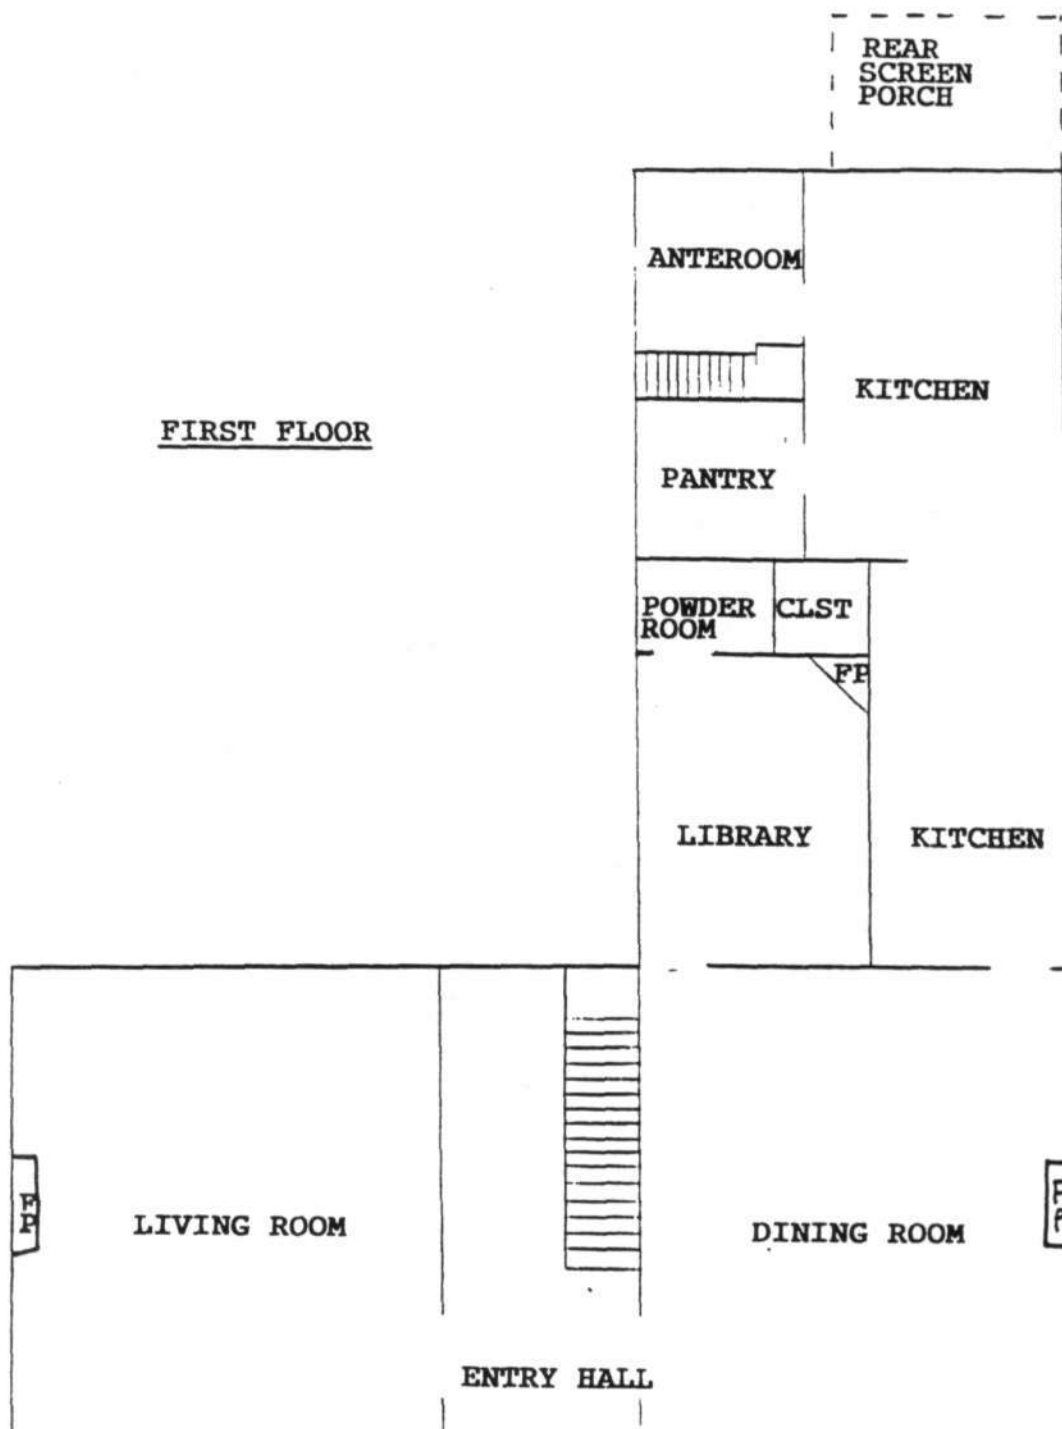 REAR
SCREEN
PORCH
ANTEROOM
KITCHEN
FIRST FLOOR
PANTRY
POWDER
ROOM
CLST
FP
LIBRARY
KITCHEN
FP
LIVING ROOM
DINING ROOM
ENTRY HALL